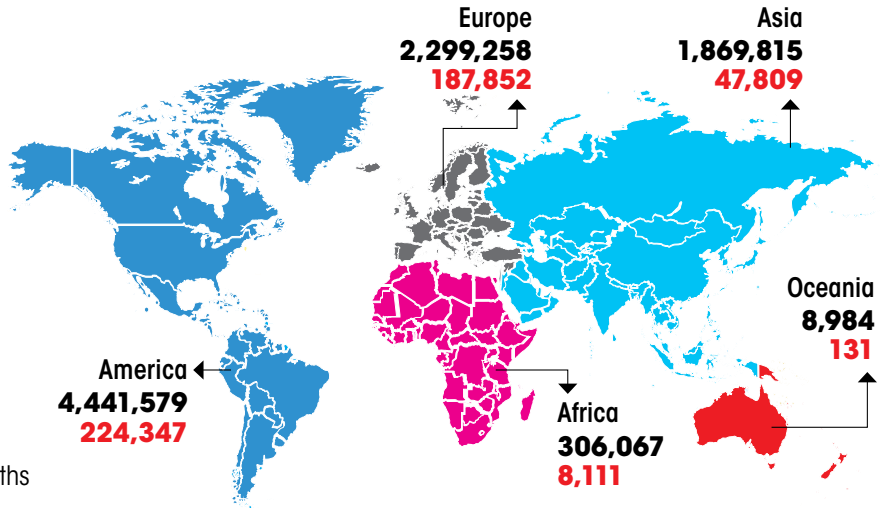 Europe
2,299,258
187,852
Asia
1,869,815
47,809
Oceania
8,984
131
America
4,441,579
224,347
Africa
306,067
8,111
ths